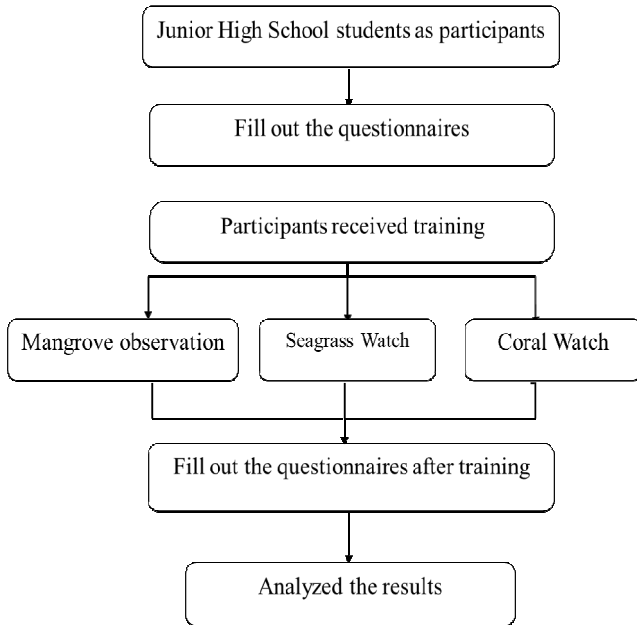 Junior High School students as participants
Fill out the questionnaires
Participants received training
Mangrove observation
Seagrass Watch
Coral Watch
Fill out the questionnaires after training
Analyzed the results